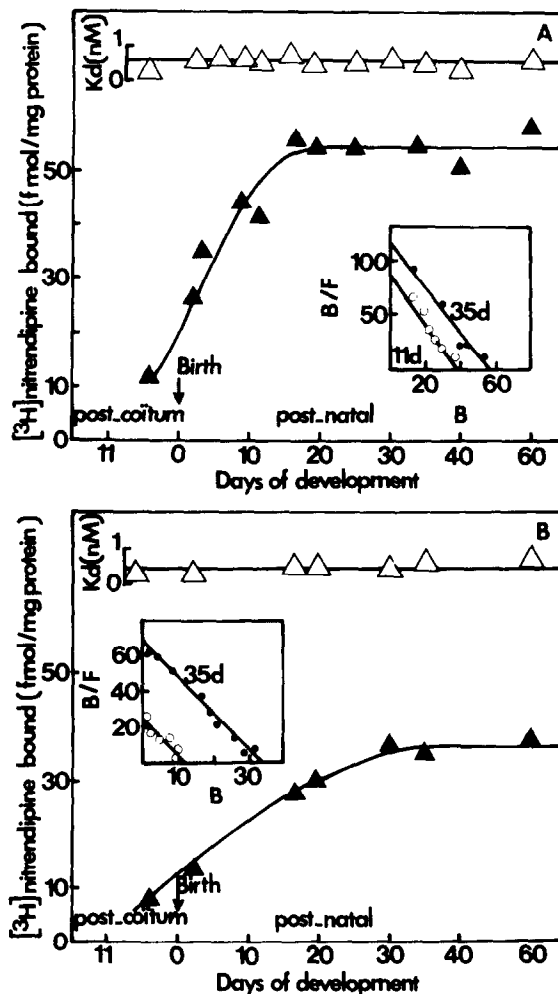 A
Kd(nM)
1
0
[³H]nitrendipine bound (fmol/mg protein)
50
30
10
0
B/F
100
50
35d
11d
20
60
B
Birth
post_coïtum
post_natal
11
0
10
20
30
40
60
Days of development
B
Kd(nM)
1
0
[³H]nitrendipine bound (fmol/mg protein)
50
30
10
0
B/F
60
40
20
35d
10
30
B
Birth
post_coïtum
post_natal
11
0
10
20
30
40
60
Days of development